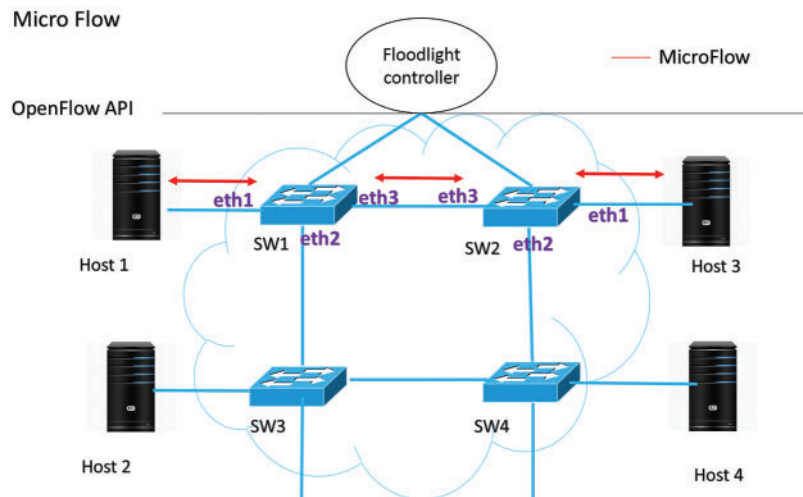 Micro Flow
Floodlight
controller
MicroFlow
OpenFlow API
eth1
eth3
eth3
eth1
SW1
eth2
SW2
eth2
Host 1
Host 3
Host 2
SW3
SW4
Host 4